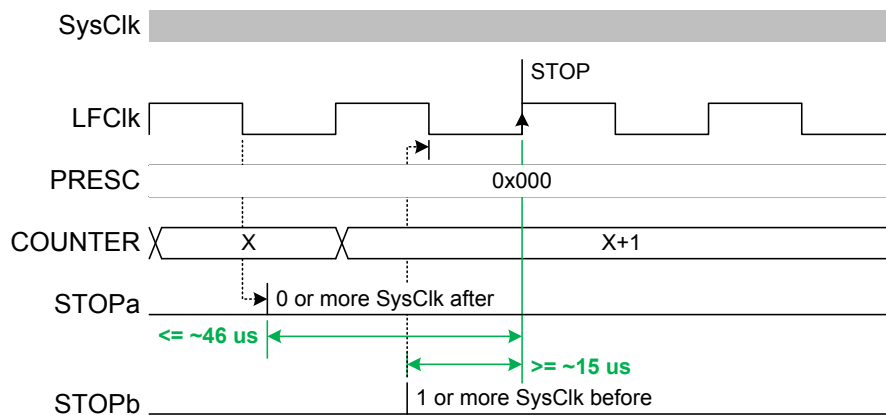 SysClk
STOP
LFClk
PRESC
0x000
COUNTER
X
X+1
STOPa
0 or more SysClk after
<= ~46 us
>= ~15 us
STOPb
1 or more SysClk before